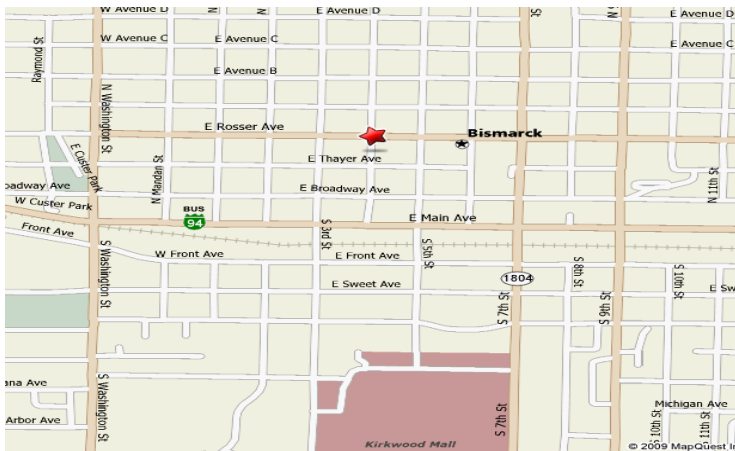 W Avenue D
N
St
N
E Avenue D
W Avenue C
E Avenue C
E Avenue C
Raymond St
E Avenue B
N Washington St
E Rosser Ave
Bismarck
E Custer Park
N Mandan St
E Thayer Ave
oadway Ave
E Broadway Ave
N 11th St
W Custer Park
BUS
94
E Main Ave
Front Ave
S 3rd St
S Washington St
W Front Ave
E Front Ave
S 5th St
S 8th St
S 10th St
1804
E Sweet Ave
E Sw
S 7th St
S 9th St
ana Ave
S Washington St
Arbor Ave
S 7th St
Michigan Ave
S 10th St
S 11th St
Kirkwood Mall
© 2009 MapQuest In